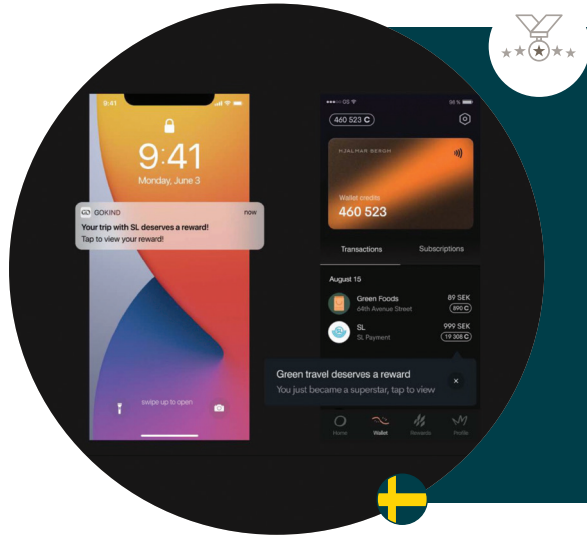 9:41
9:41
Monday, June 3
GOKIND
now
Your trip with SL deserves a reward!
Tap to view your reward!
swipe up to open
GS
58 %
460 523 C
HJALMAR BERGH
Wallet credits
460 523
Transactions
Subscriptions
August 15
Green Foods
89 SEK
64th Avenue Street
890 C
SL
999 SEK
SL Payment
19 308 C
Green travel deserves a reward
You just became a superstar, tap to view
Home
Wallet
Rewards
Profile